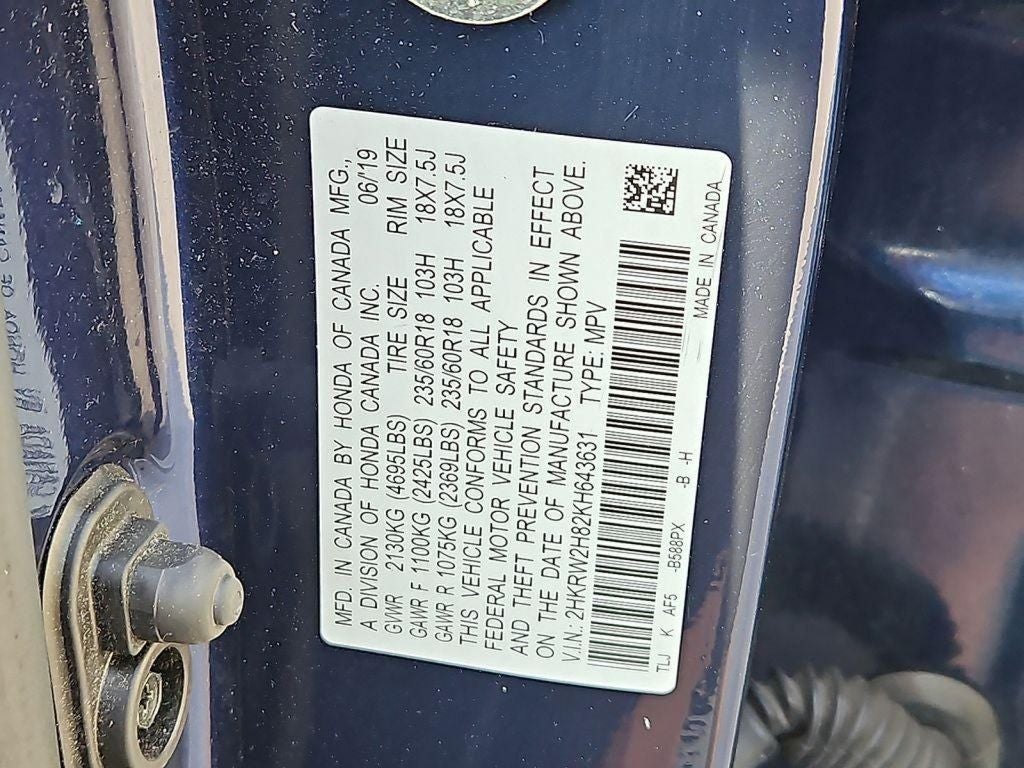 MFD. IN CANADA BY HONDA OF CANADA MFG.,
A DIVISION OF HONDA CANADA INC. 06/'19
GVWR 2130KG (4695LBS) TIRE SIZE RIM SIZE
GAWR F 1100KG (2425LBS) 235/60R18 103H 18X7.5J
GAWR R 1075KG (2369LBS) 235/60R18 103H 18X7.5J
THIS VEHICLE CONFORMS TO ALL APPLICABLE
FEDERAL MOTOR VEHICLE SAFETY
AND THEFT PREVENTION STANDARDS IN EFFECT
ON THE DATE OF MANUFACTURE SHOWN ABOVE.
V.I.N. 2HKRW2H82KH643631 TYPE: MPV
TLJ K AF5 -B588PX -B -H
MADE IN CANADA